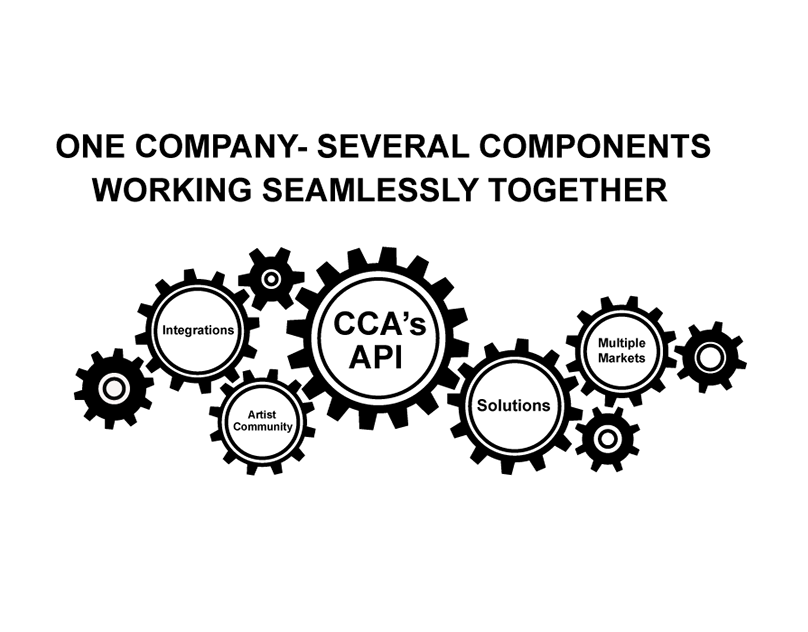 ONE COMPANY- SEVERAL COMPONENTS
WORKING SEAMLESSLY TOGETHER
Integrations
Artist
Community
CCA's
API
Solutions
Multiple
Markets